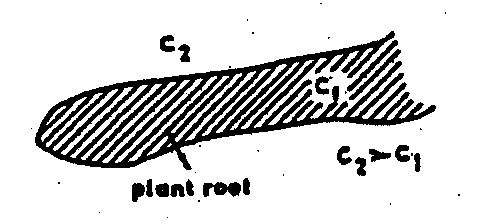 C₂
C₁
plant root
C₂>C₁